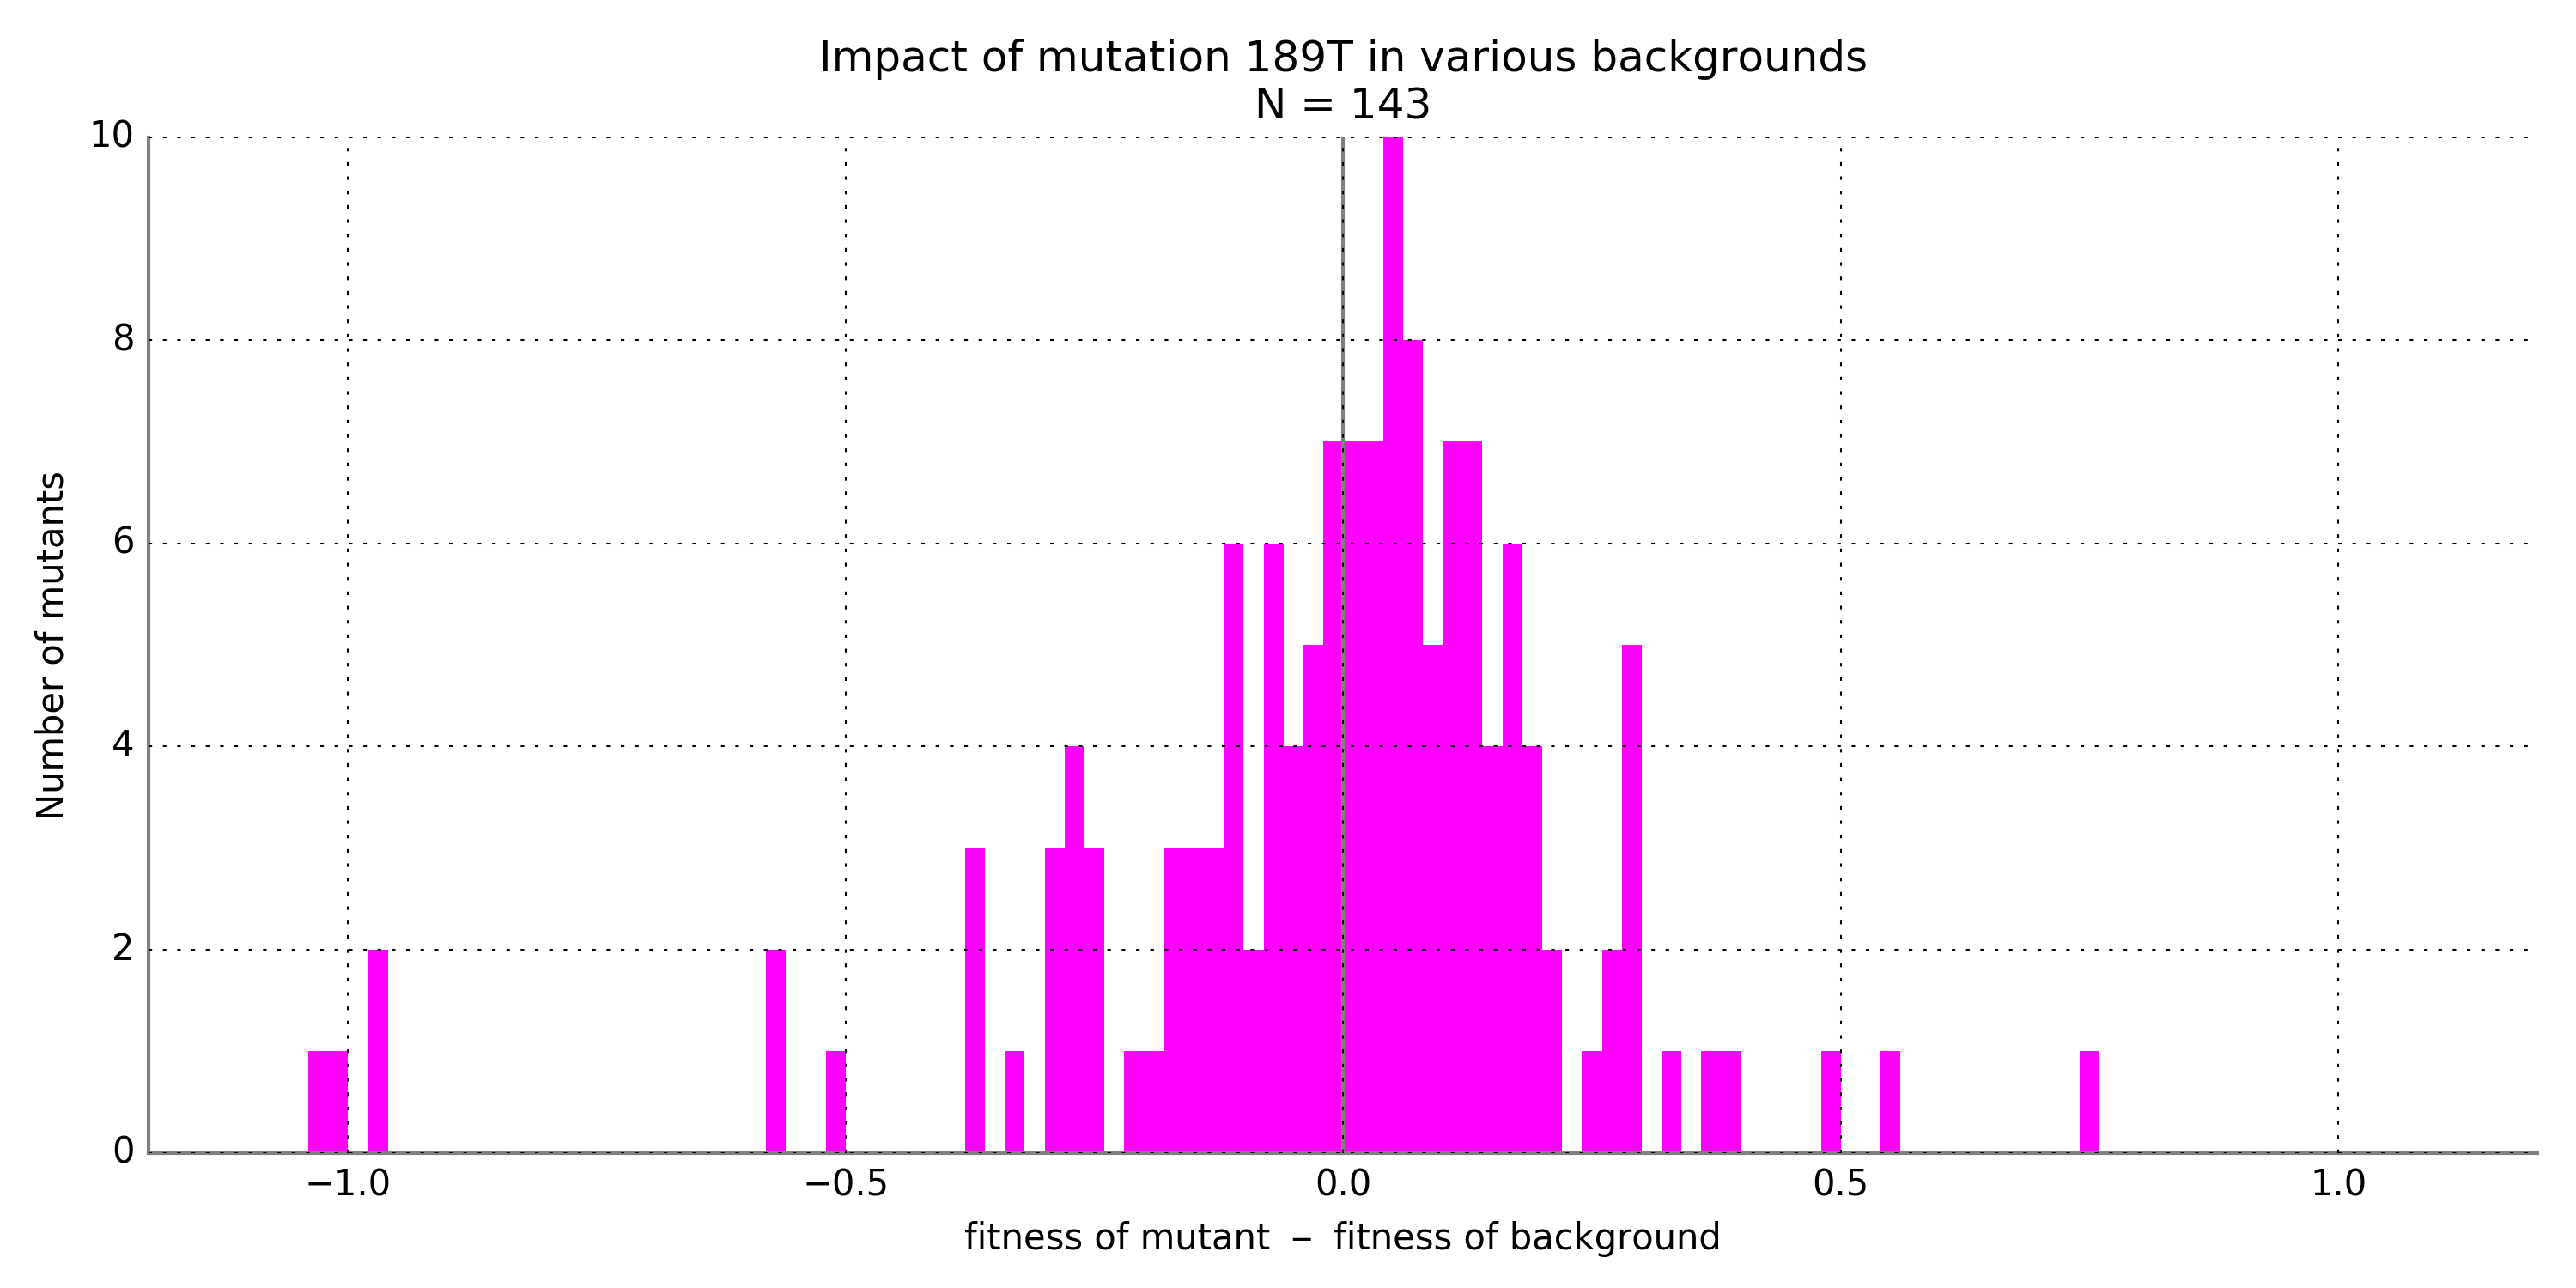 Impact of mutation 189T in various backgrounds
N = 143
10
8
6
4
2
0
Number of mutants
−1.0 −0.5 0.0 0.5 1.0
fitness of mutant – fitness of background